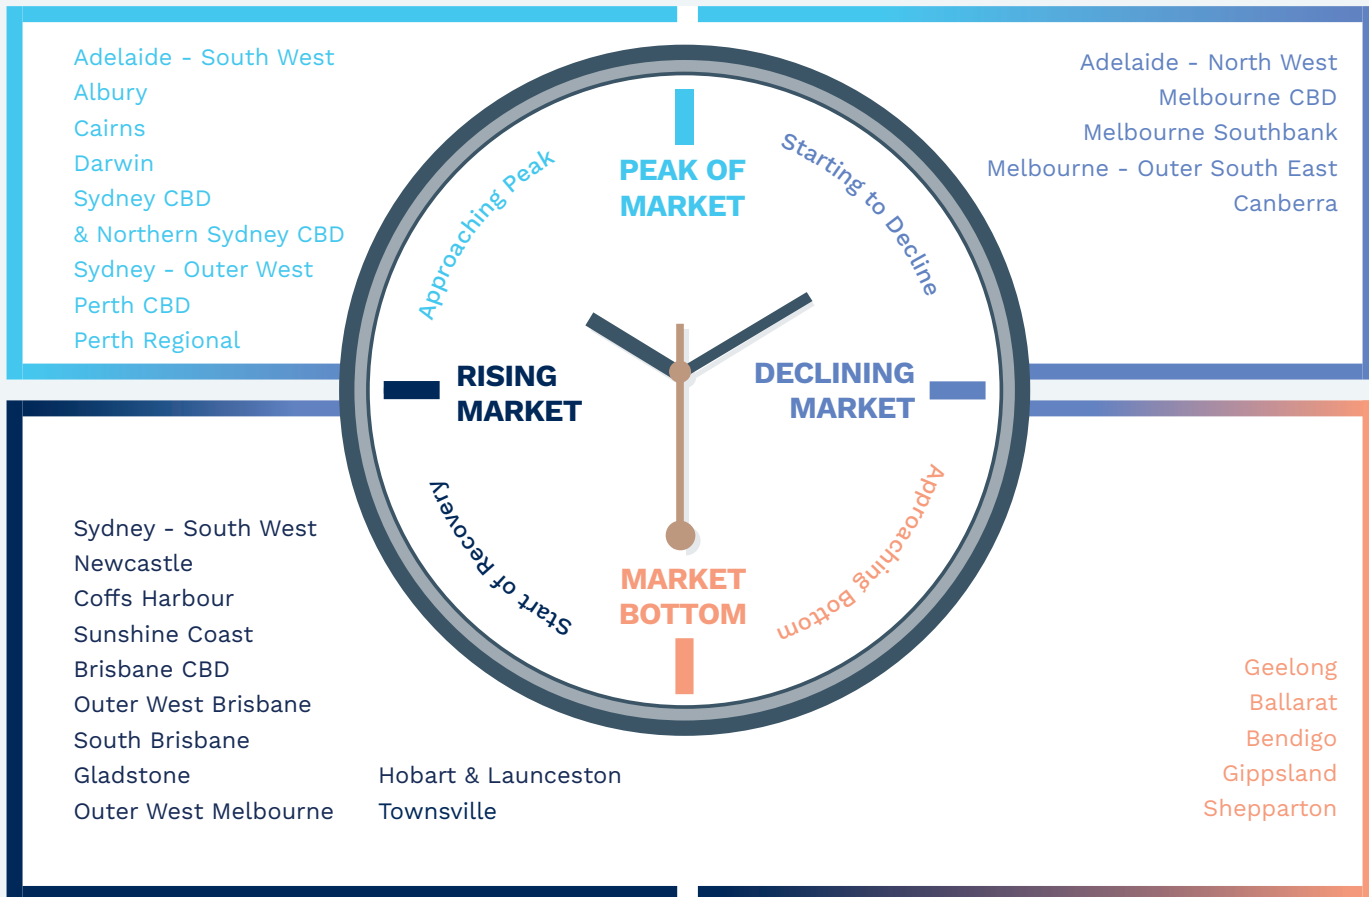 Adelaide - South West
Albury
Cairns
Darwin
Sydney CBD
& Northern Sydney CBD
Sydney - Outer West
Perth CBD
Perth Regional
Adelaide - North West
Melbourne CBD
Melbourne Southbank
Melbourne - Outer South East
Canberra
PEAK OF
MARKET
Approaching Peak
Starting to Decline
RISING
MARKET
DECLINING
MARKET
Start of Recovery
Approaching Bottom
MARKET
BOTTOM
Sydney - South West
Newcastle
Coffs Harbour
Sunshine Coast
Brisbane CBD
Outer West Brisbane
South Brisbane
Gladstone
Outer West Melbourne
Hobart & Launceston
Townsville
Geelong
Ballarat
Bendigo
Gippsland
Shepparton